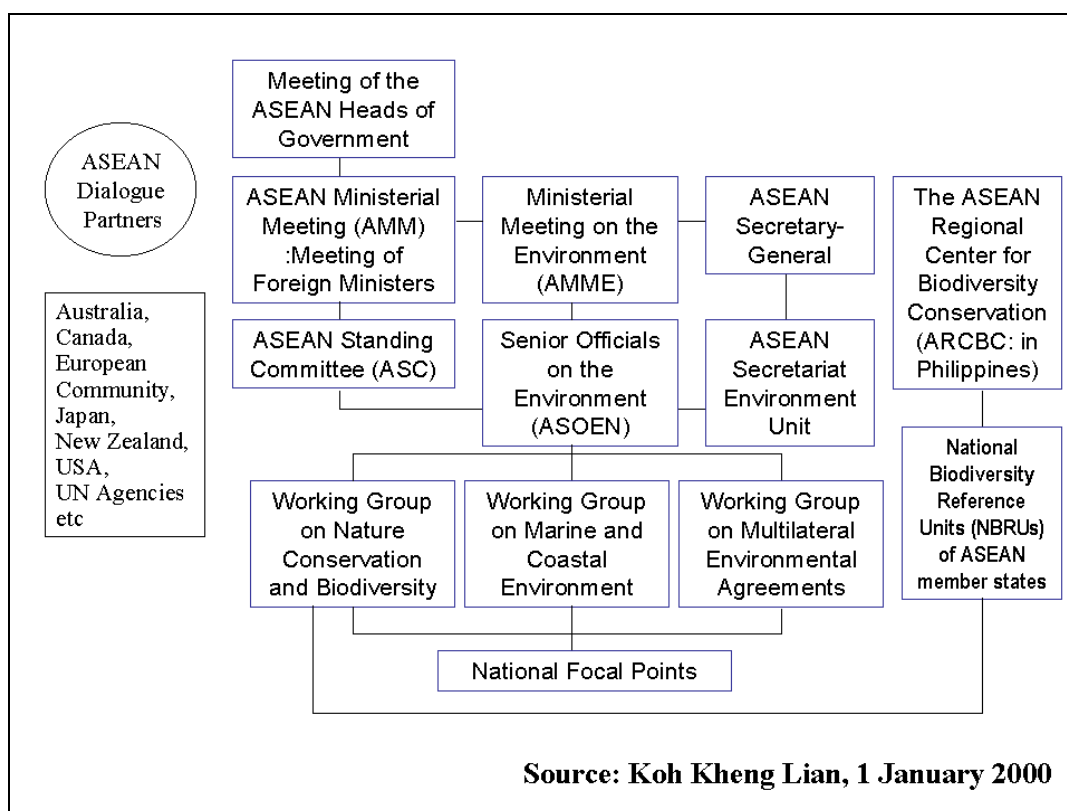 Meeting of the
ASEAN Heads of
Government
ASEAN
Dialogue
Partners
ASEAN Ministerial
Meeting (AMM)
:Meeting of
Foreign Ministers
Ministerial
Meeting on the
Environment
(AMME)
ASEAN
Secretary-
General
The ASEAN
Regional
Center for
Biodiversity
Conservation
(ARCBC: in
Philippines)
Australia,
Canada,
European
Community,
Japan,
New Zealand,
USA,
UN Agencies
etc
ASEAN Standing
Committee (ASC)
Senior Officials
on the
Environment
(ASOEN)
ASEAN
Secretariat
Environment
Unit
National
Biodiversity
Reference
Units (NBRUs)
of ASEAN
member states
Working Group
on Nature
Conservation
and Biodiversity
Working Group
on Marine and
Coastal
Environment
Working Group
on Multilateral
Environmental
Agreements
National Focal Points
Source: Koh Kheng Lian, 1 January 2000